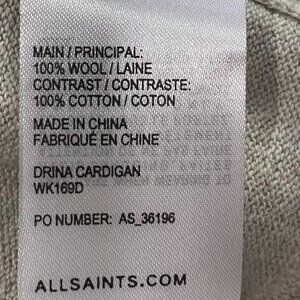 MAIN / PRINCIPAL:
100% WOOL / LAINE
CONTRAST / CONTRASTE:
100% COTTON / COTON
MADE IN CHINA
FABRIQUÉ EN CHINE
DRINA CARDIGAN
WK169D
PO NUMBER: AS_36196
ALLSAINTS.COM